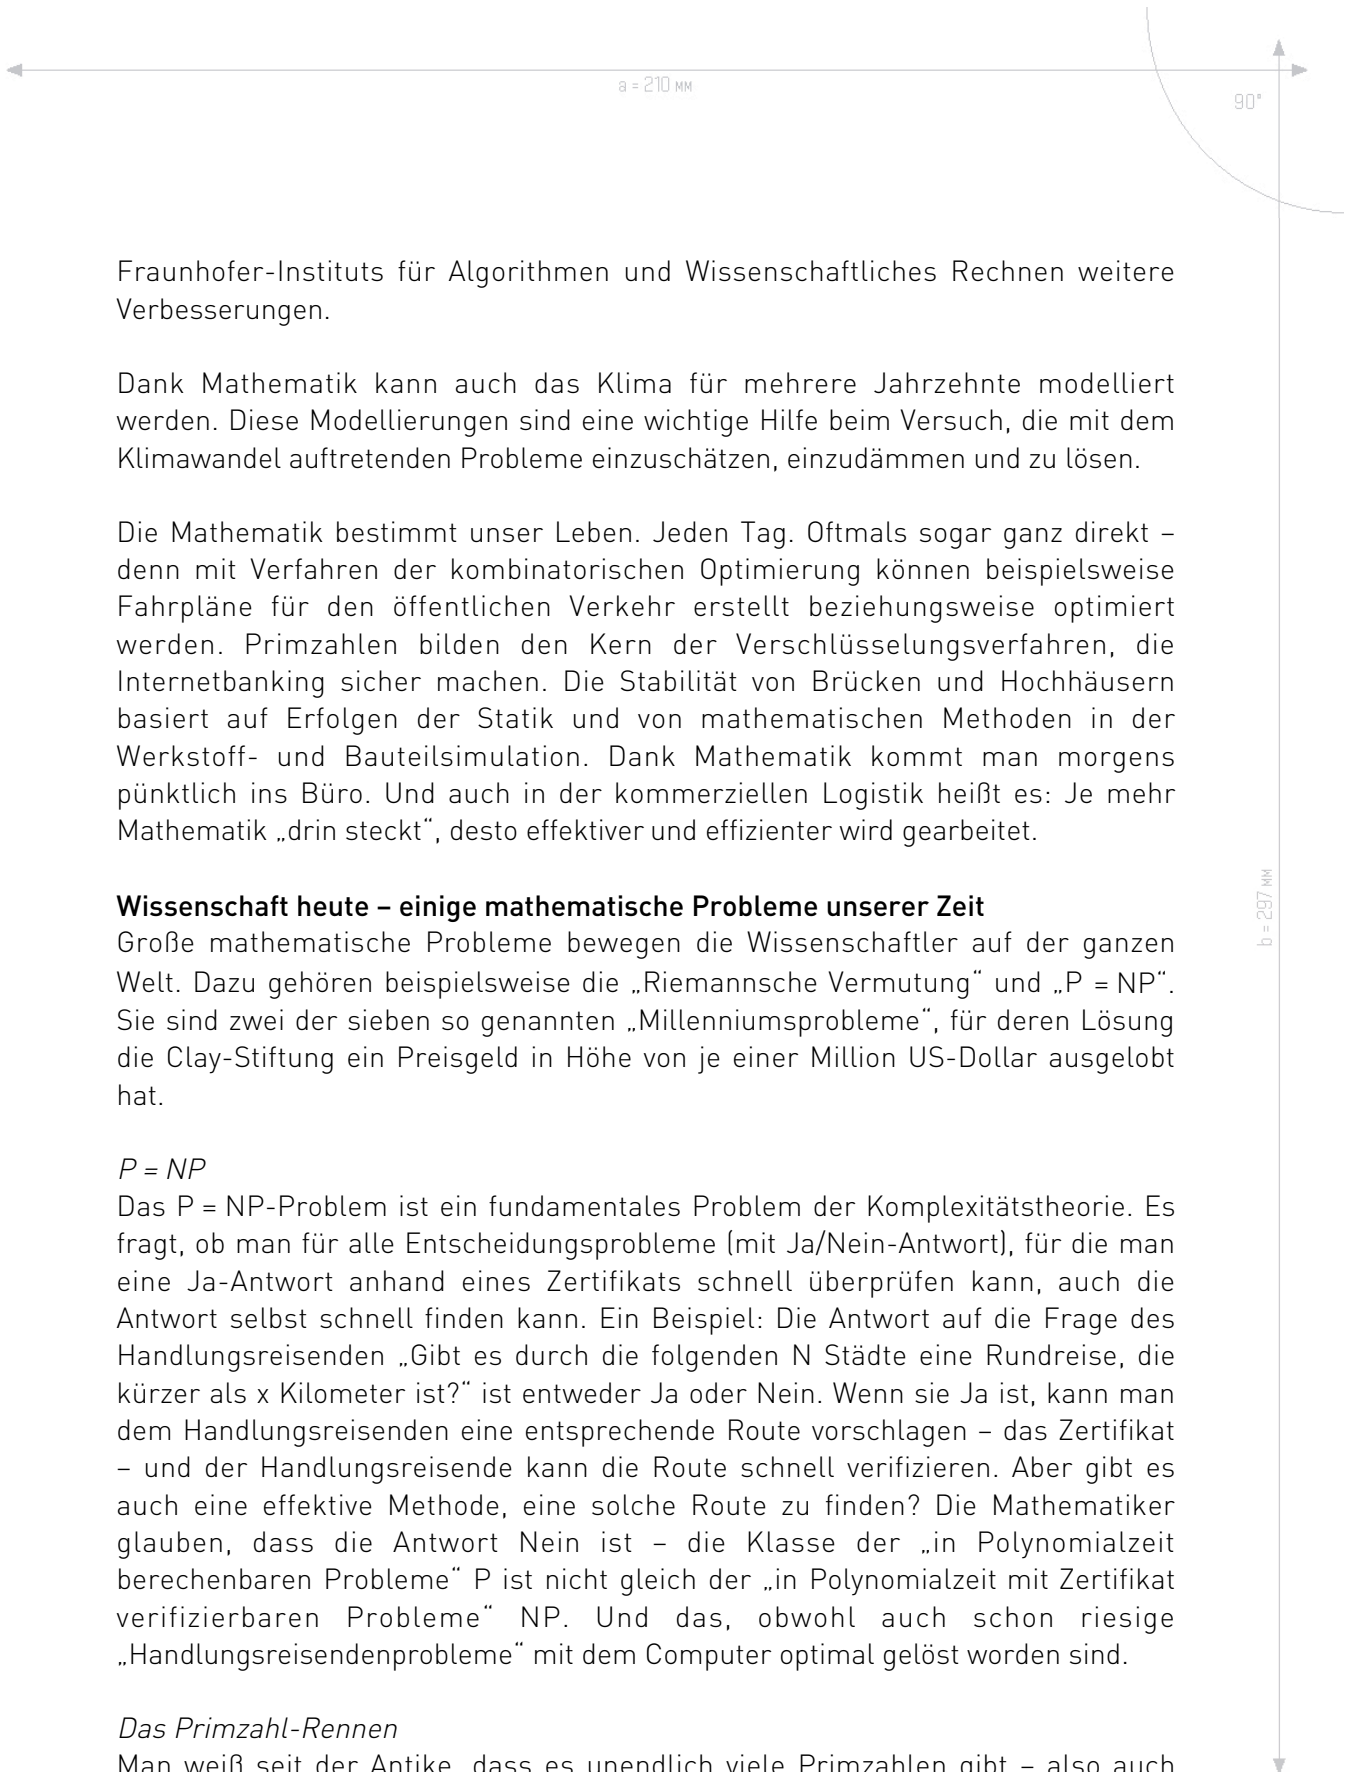 a = 210 MM
90°
Fraunhofer-Instituts für Algorithmen und Wissenschaftliches Rechnen weitere
Verbesserungen.
Dank Mathematik kann auch das Klima für mehrere Jahrzehnte modelliert
werden. Diese Modellierungen sind eine wichtige Hilfe beim Versuch, die mit dem
Klimawandel auftretenden Probleme einzuschätzen, einzudämmen und zu lösen.
Die Mathematik bestimmt unser Leben. Jeden Tag. Oftmals sogar ganz direkt –
denn mit Verfahren der kombinatorischen Optimierung können beispielsweise
Fahrpläne für den öffentlichen Verkehr erstellt beziehungsweise optimiert
werden. Primzahlen bilden den Kern der Verschlüsselungsverfahren, die
Internetbanking sicher machen. Die Stabilität von Brücken und Hochhäusern
basiert auf Erfolgen der Statik und von mathematischen Methoden in der
Werkstoff- und Bauteilsimulation. Dank Mathematik kommt man morgens
pünktlich ins Büro. Und auch in der kommerziellen Logistik heißt es: Je mehr
Mathematik „drin steckt“, desto effektiver und effizienter wird gearbeitet.
b = 297 MM
Wissenschaft heute – einige mathematische Probleme unserer Zeit
Große mathematische Probleme bewegen die Wissenschaftler auf der ganzen
Welt. Dazu gehören beispielsweise die „Riemannsche Vermutung“ und „P = NP“.
Sie sind zwei der sieben so genannten „Millenniumsprobleme“, für deren Lösung
die Clay-Stiftung ein Preisgeld in Höhe von je einer Million US-Dollar ausgelobt
hat.
P = NP
Das P = NP-Problem ist ein fundamentales Problem der Komplexitätstheorie. Es
fragt, ob man für alle Entscheidungsprobleme (mit Ja/Nein-Antwort), für die man
eine Ja-Antwort anhand eines Zertifikats schnell überprüfen kann, auch die
Antwort selbst schnell finden kann. Ein Beispiel: Die Antwort auf die Frage des
Handlungsreisenden „Gibt es durch die folgenden N Städte eine Rundreise, die
kürzer als x Kilometer ist?“ ist entweder Ja oder Nein. Wenn sie Ja ist, kann man
dem Handlungsreisenden eine entsprechende Route vorschlagen – das Zertifikat
– und der Handlungsreisende kann die Route schnell verifizieren. Aber gibt es
auch eine effektive Methode, eine solche Route zu finden? Die Mathematiker
glauben, dass die Antwort Nein ist – die Klasse der „in Polynomialzeit
berechenbaren Probleme“ P ist nicht gleich der „in Polynomialzeit mit Zertifikat
verifizierbaren Probleme“ NP. Und das, obwohl auch schon riesige
„Handlungsreisendenprobleme“ mit dem Computer optimal gelöst worden sind.
Das Primzahl-Rennen
Man weiß seit der Antike, dass es unendlich viele Primzahlen gibt – also auch